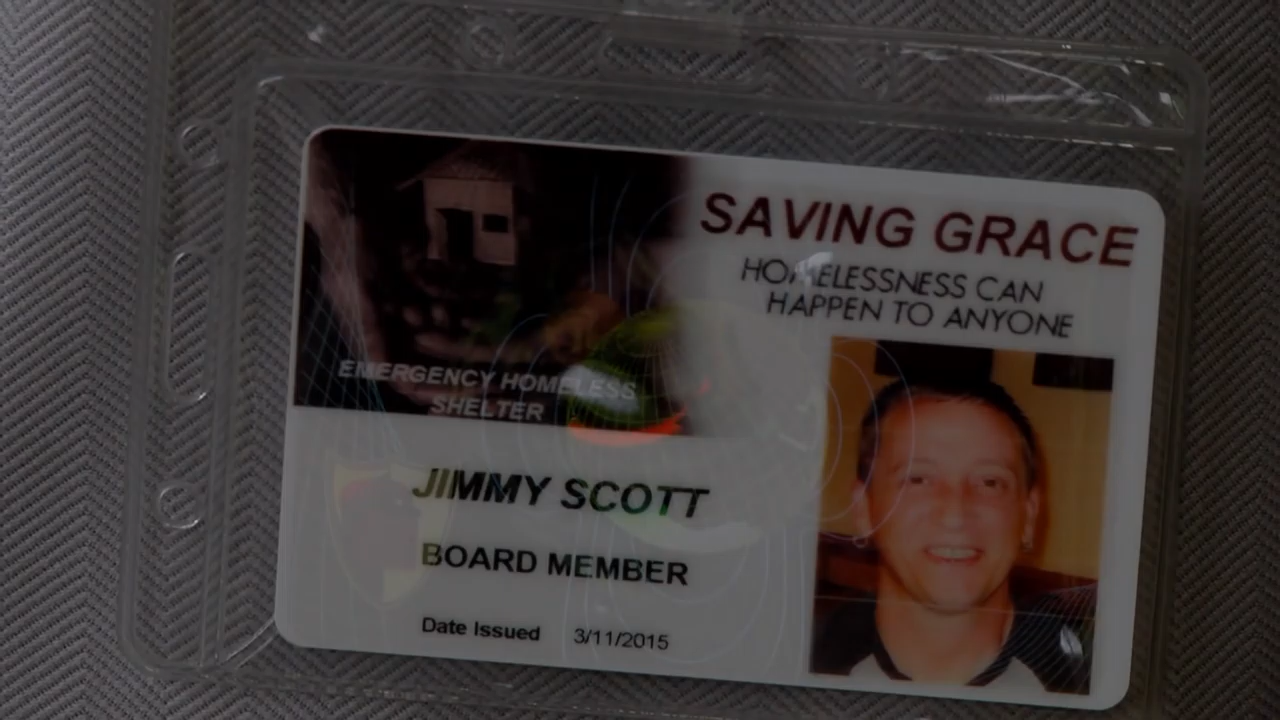 SAVING GRACE
HOMELESSNESS CAN
HAPPEN TO ANYONE
EMERGENCY HOMELESS
SHELTER
JIMMY SCOTT
BOARD MEMBER
Date Issued 3/11/2015